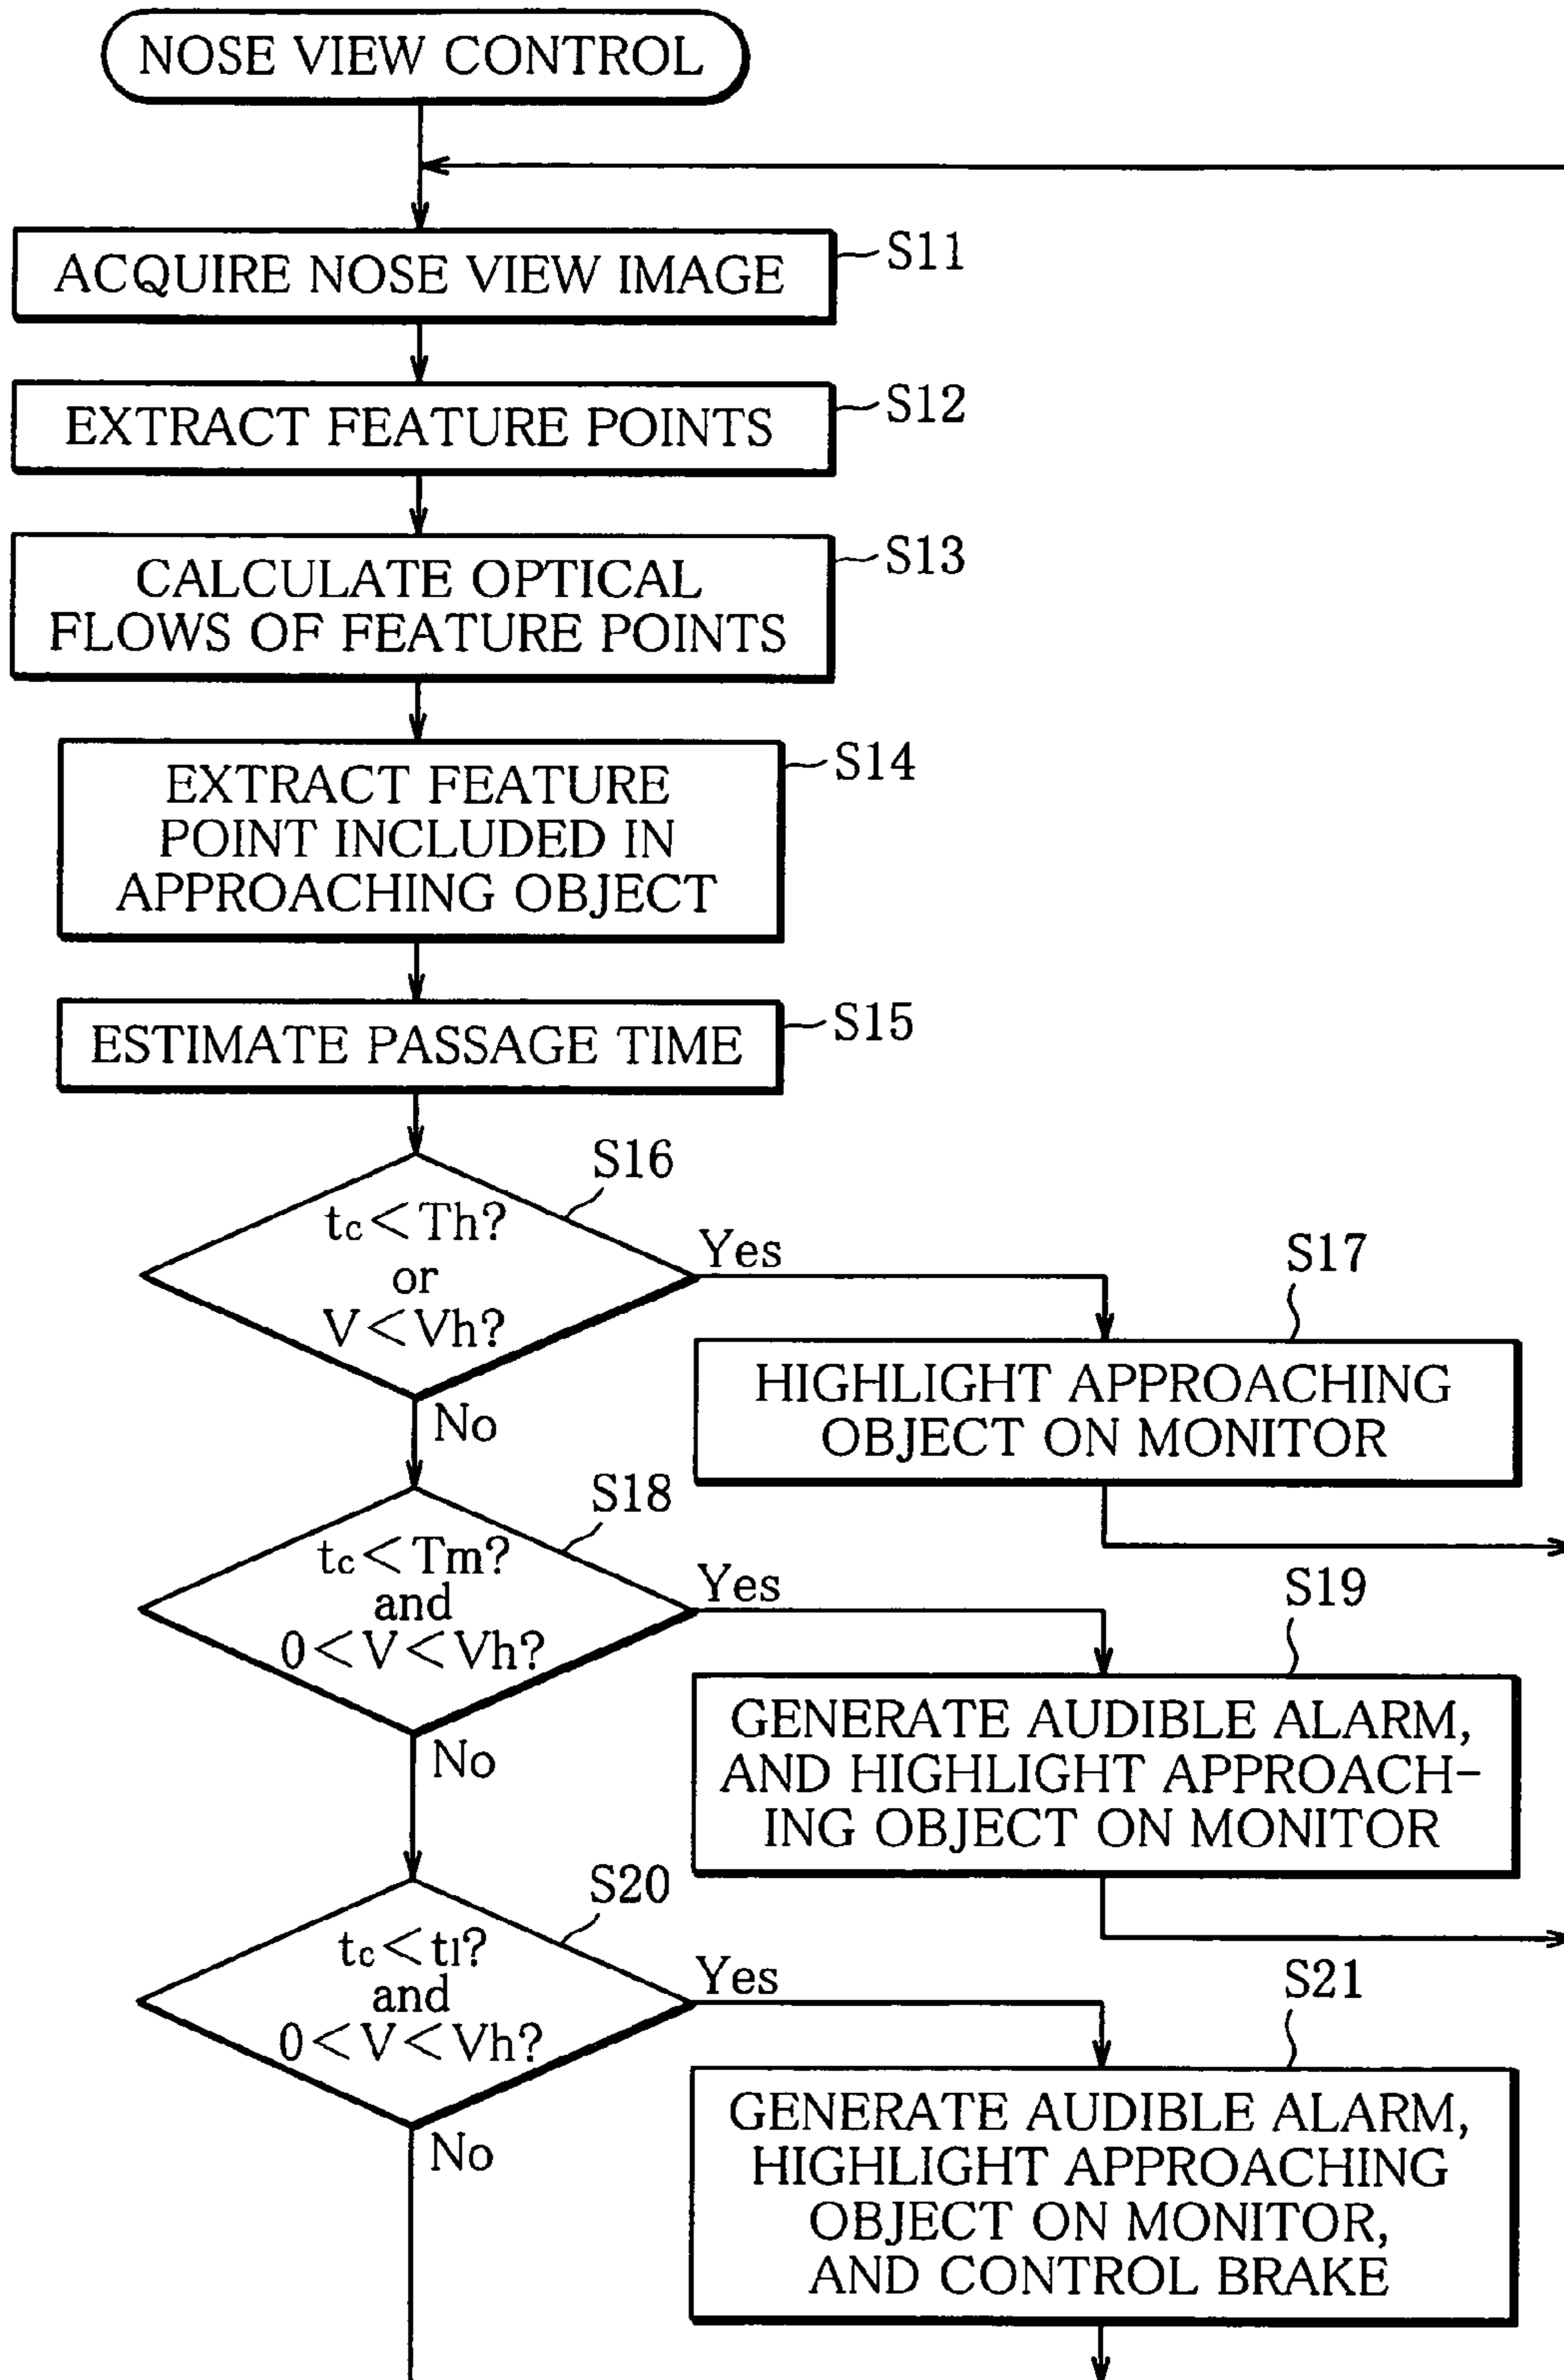 NOSE VIEW CONTROL
ACQUIRE NOSE VIEW IMAGE
S11
EXTRACT FEATURE POINTS
S12
CALCULATE OPTICAL
FLOWS OF FEATURE POINTS
S13
EXTRACT FEATURE
POINT INCLUDED IN
APPROACHING OBJECT
S14
ESTIMATE PASSAGE TIME
S15
S16
tc<Th?
or
V<Vh?
Yes
No
S17
HIGHLIGHT APPROACHING
OBJECT ON MONITOR
S18
tc<Tm?
and
0<V<Vh?
Yes
No
S19
GENERATE AUDIBLE ALARM,
AND HIGHLIGHT APPROACH-
ING OBJECT ON MONITOR
S20
tc<tl?
and
0<V<Vh?
Yes
No
S21
GENERATE AUDIBLE ALARM,
HIGHLIGHT APPROACHING
OBJECT ON MONITOR,
AND CONTROL BRAKE